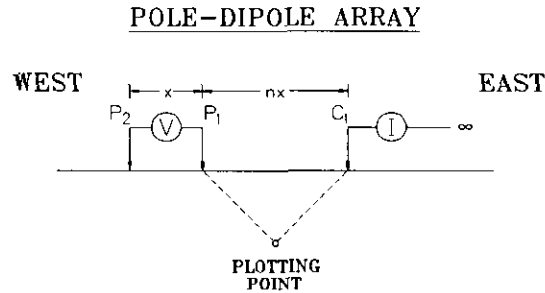 POLE-DIPOLE ARRAY
WEST
EAST
x
nx
P2
P1
C1
V
I
∞
PLOTTING
POINT